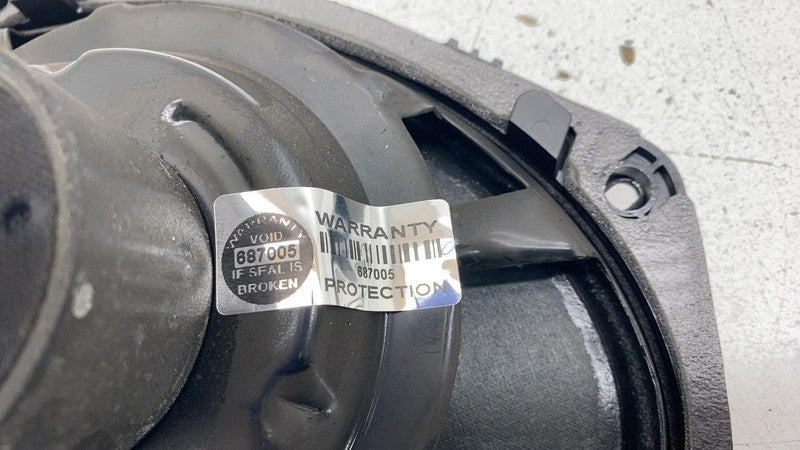 WARRANTY
VOID
687005
IF SEAL IS
BROKEN
WARRANTY
687005
PROTECTION